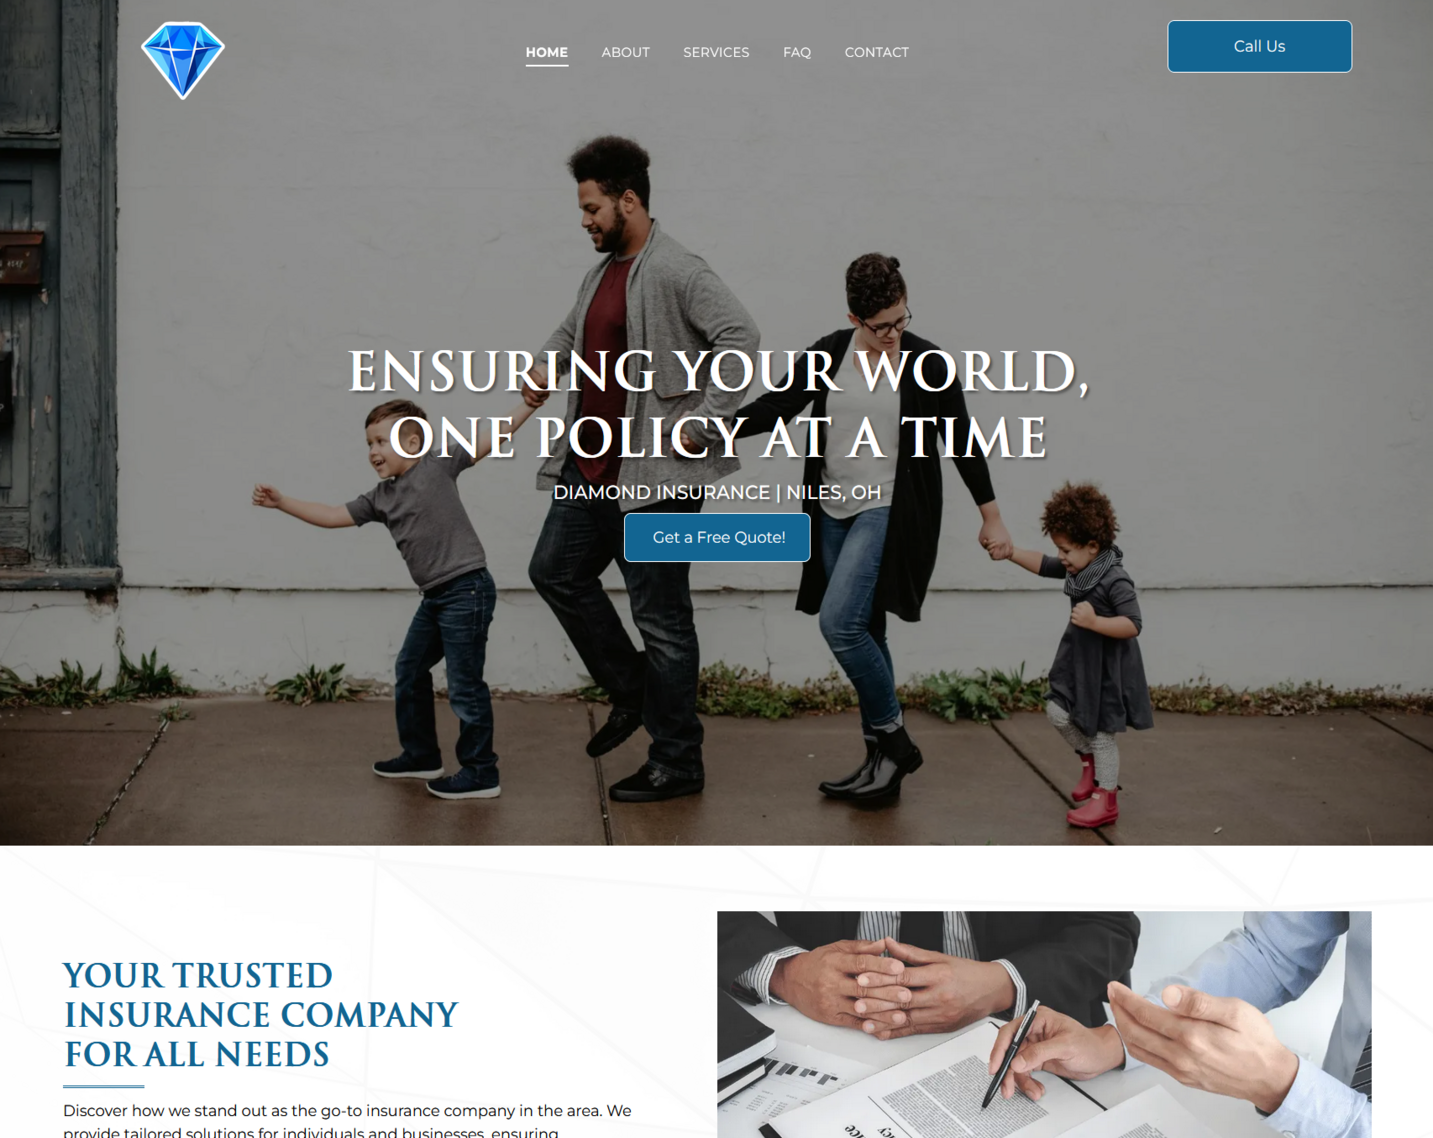 HOME ABOUT SERVICES FAQ CONTACT
Call Us
ENSURING YOUR WORLD,
ONE POLICY AT A TIME
DIAMOND INSURANCE | NILES, OH
Get a Free Quote!
YOUR TRUSTED
INSURANCE COMPANY
FOR ALL NEEDS
Discover how we stand out as the go-to insurance company in the area. We
provide tailored solutions for individuals and businesses, ensuring